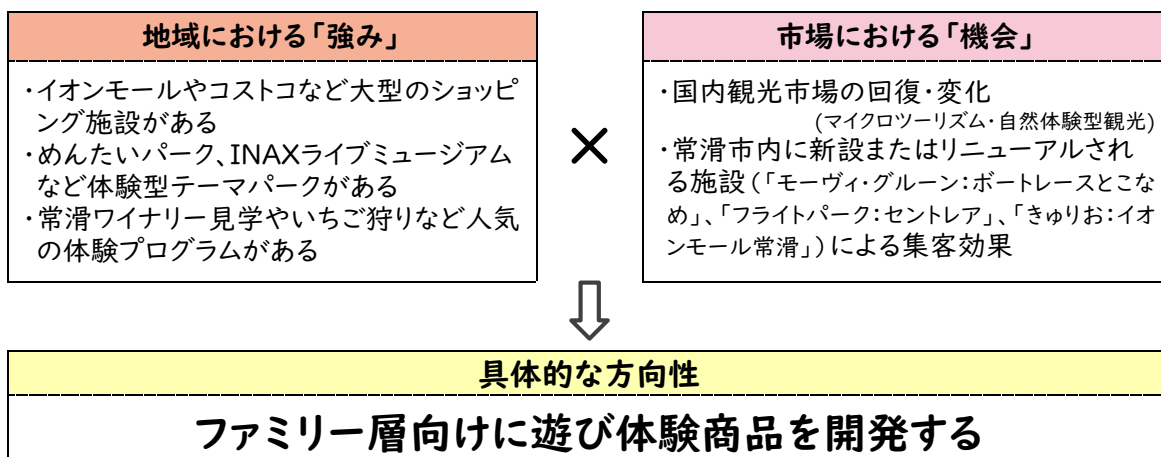 地域における「強み」
・イオンモールやコストコなど大型のショッピ
ング施設がある
・めんたいパーク、INAXライブミュージアム
など体験型テーマパークがある
・常滑ワイナリー見学やいちご狩りなど人気
の体験プログラムがある
×
市場における「機会」
・国内観光市場の回復・変化
(マイクロツーリズム・自然体験型観光)
・常滑市内に新設またはリニューアルされ
る施設(「モーヴィ・グルーン:ボートレースとこな
め」、「フライトパーク:セントレア」、「きゅりお:イオ
ンモール常滑」)による集客効果
具体的な方向性
ファミリー層向けに遊び体験商品を開発する